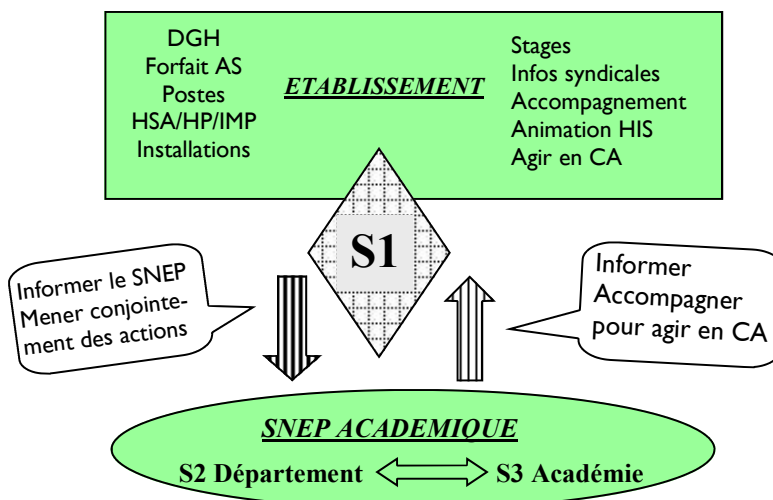 DGH
Forfait AS
Postes
HSA/HP/IMP
Installations
ETABLISSEMENT
Stages
Infos syndicales
Accompagnement
Animation HIS
Agir en CA
S1
Informer le SNEP
Mener conjointe-
ment des actions
Informer
Accompagner
pour agir en CA
SNEP ACADEMIQUE
S2 Département
S3 Académie